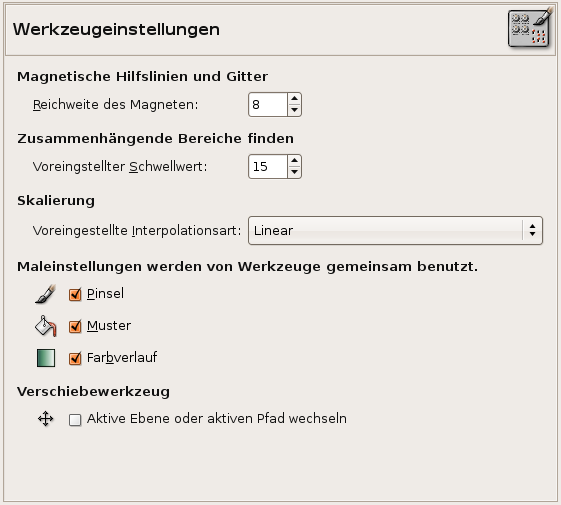 Werkzeugeinstellungen
Magnetische Hilfslinien und Gitter
Reichweite des Magneten: 8
Zusammenhängende Bereiche finden
Voreingstellter Schwellwert: 15
Skalierung
Voreingestellte Interpolationsart: Linear
Maleinstellungen werden von Werkzeuge gemeinsam benutzt.
Pinsel
Muster
Farbverlauf
Verschiebewerkzeug
Aktive Ebene oder aktiven Pfad wechseln